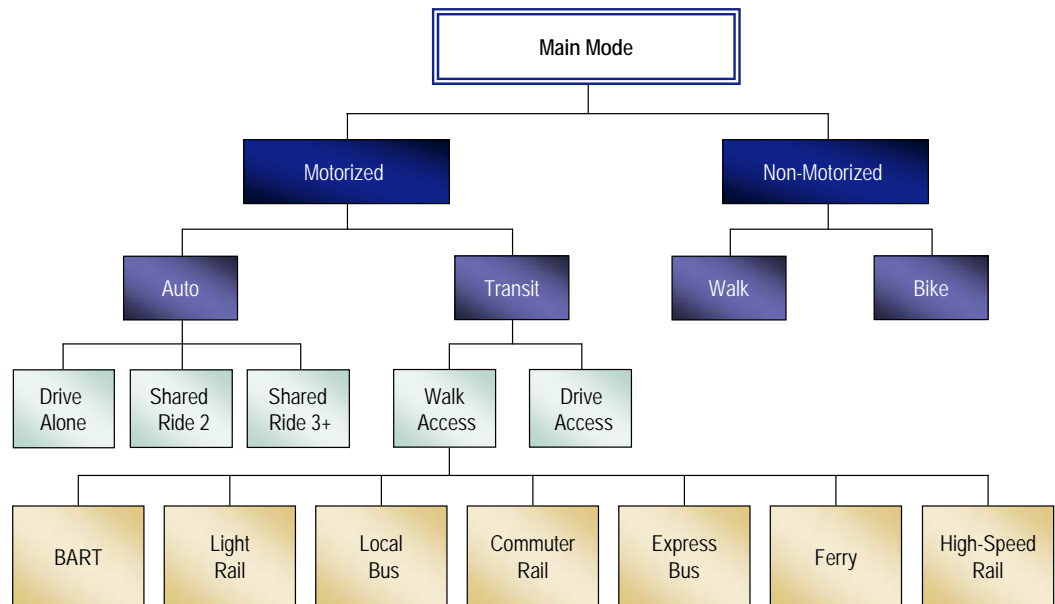 Main Mode
Motorized
Non-Motorized
Auto
Transit
Walk
Bike
Drive
Alone
Shared
Ride 2
Shared
Ride 3+
Walk
Access
Drive
Access
BART
Light
Rail
Local
Bus
Commuter
Rail
Express
Bus
Ferry
High-Speed
Rail